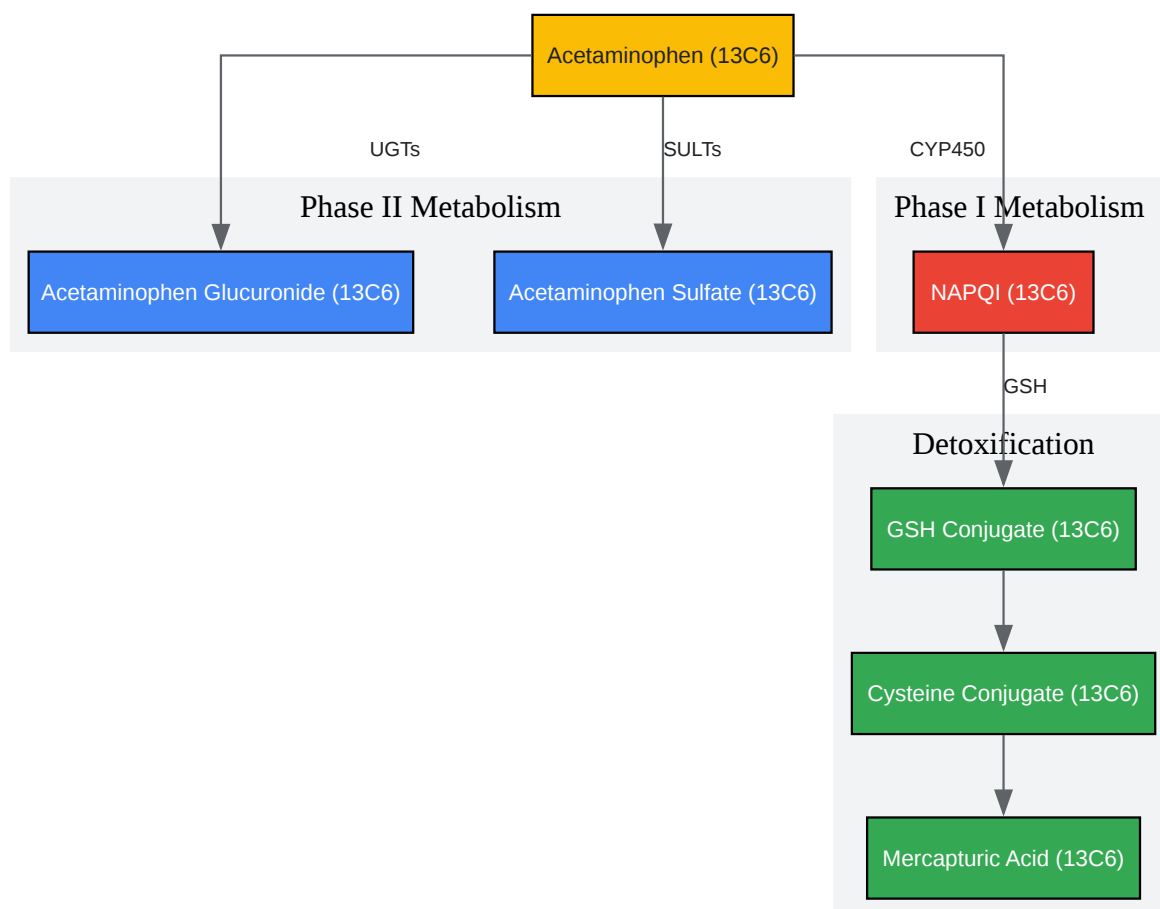 Acetaminophen (13C6)
UGTs
SULTs
CYP450
Phase II Metabolism
Phase I Metabolism
Acetaminophen Glucuronide (13C6)
Acetaminophen Sulfate (13C6)
NAPQI (13C6)
GSH
Detoxification
GSH Conjugate (13C6)
Cysteine Conjugate (13C6)
Mercapturic Acid (13C6)